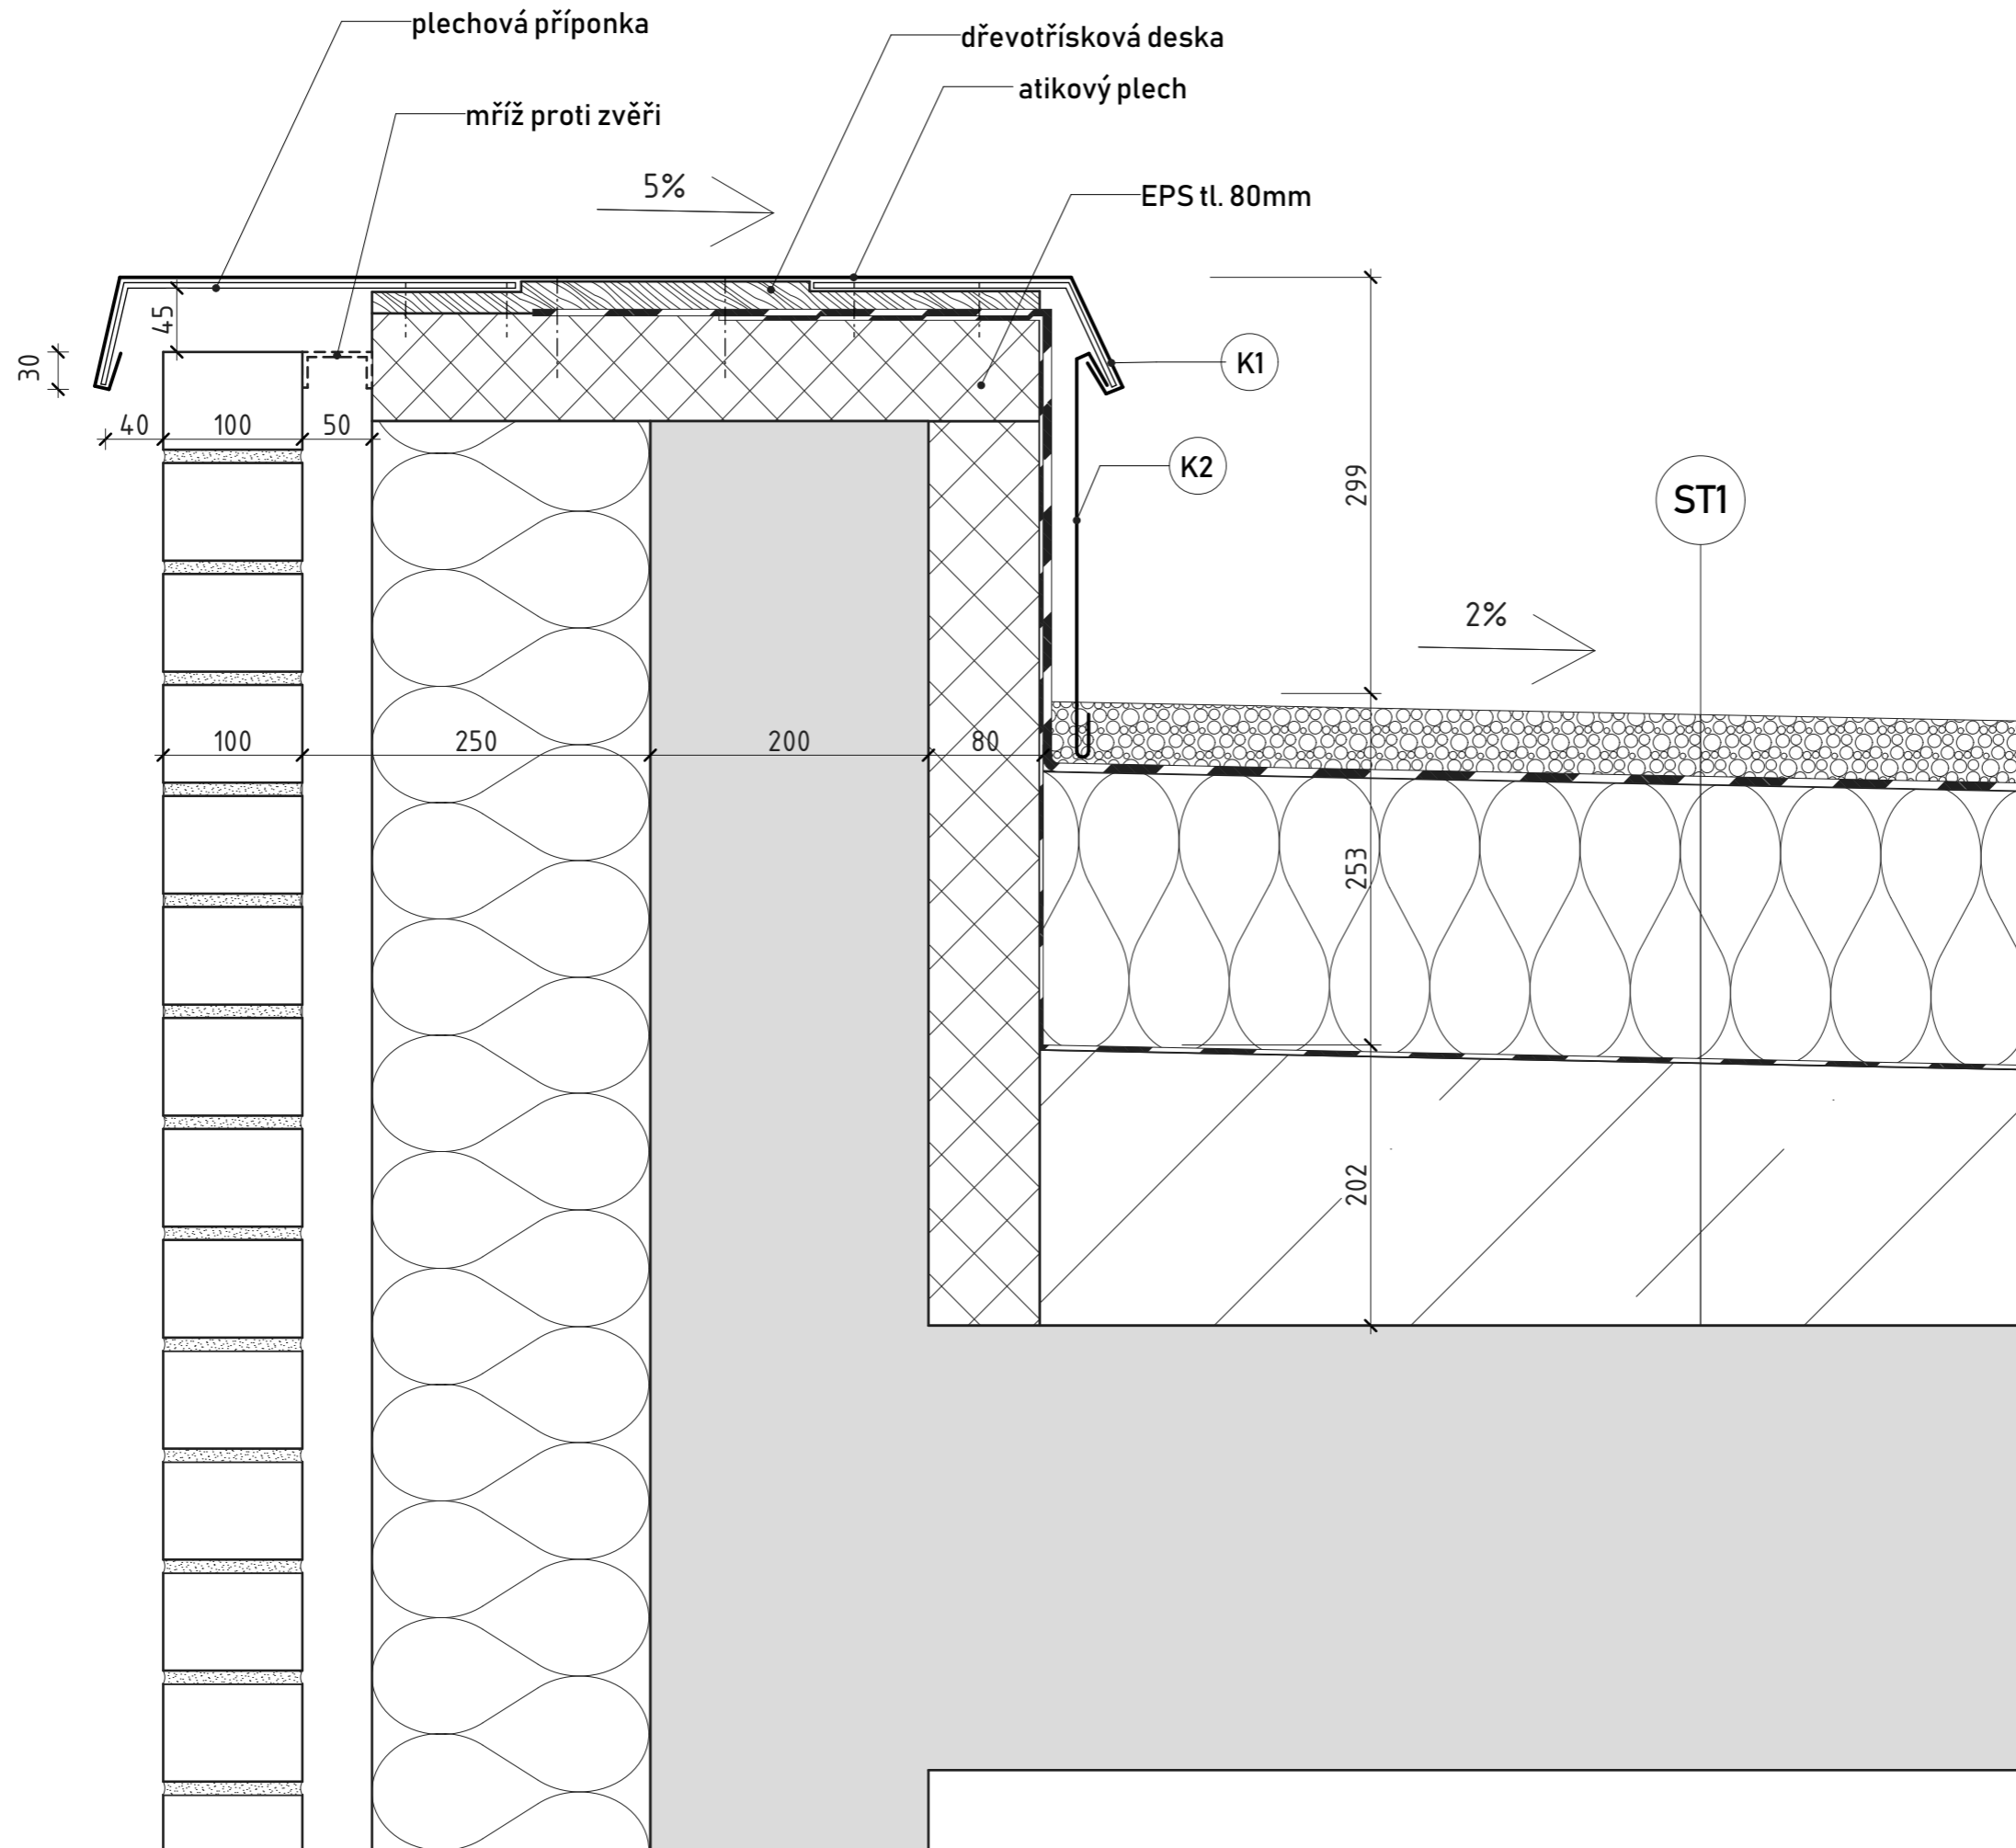 plechová příponka
dřevotřísková deska
atikový plech
mříž proti zvěři
5%
EPS tl. 80mm
45
30
K1
40
100
50
K2
299
ST1
2%
100
250
200
80
253
202